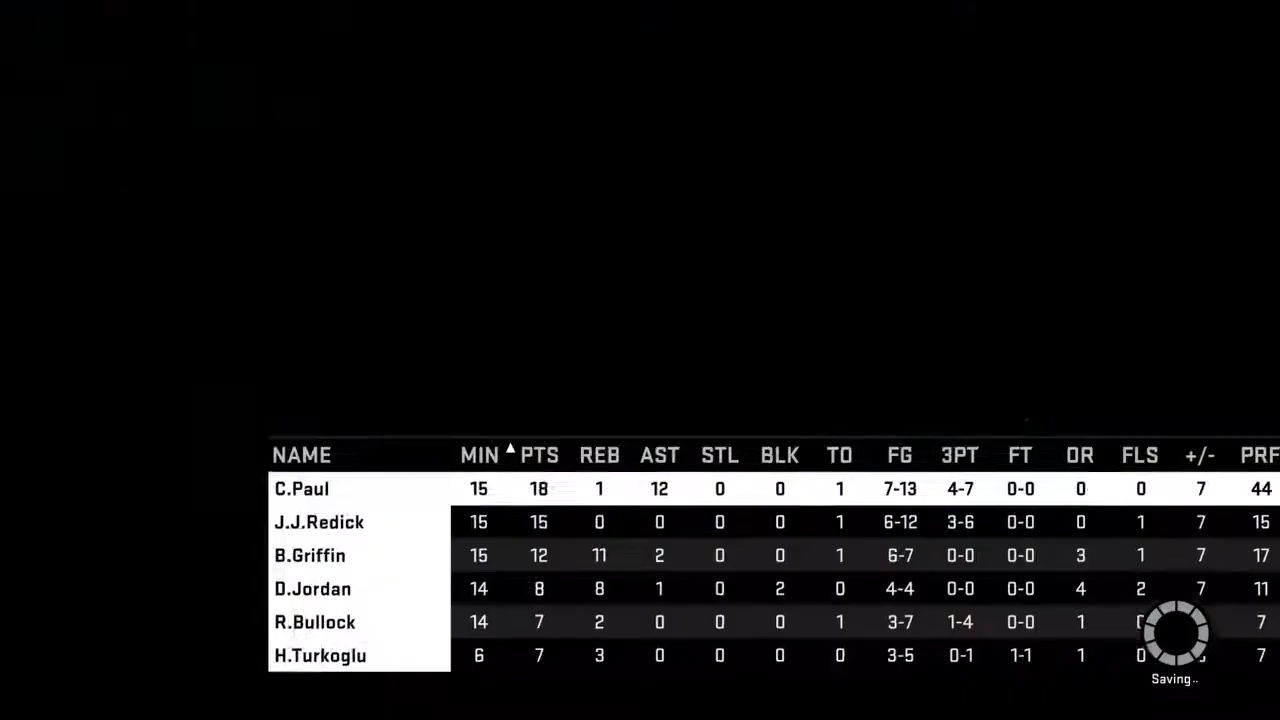 NAME MIN PTS REB AST STL BLK TO FG 3PT FT OR FLS +/- PRF
C.Paul 15 18 1 12 0 0 1 7-13 4-7 0-0 0 0 7 44
J.J.Redick 15 15 0 0 0 0 1 6-12 3-6 0-0 0 1 7 15
B.Griffin 15 12 11 2 0 0 1 6-7 0-0 0-0 3 1 7 17
D.Jordan 14 8 8 1 0 2 0 4-4 0-0 0-0 4 2 7 11
R.Bullock 14 7 2 0 0 0 1 3-7 1-4 0-0 1 7
H.Turkoglu 6 7 3 0 0 0 0 3-5 0-1 1-1 1 0 7
Saving..